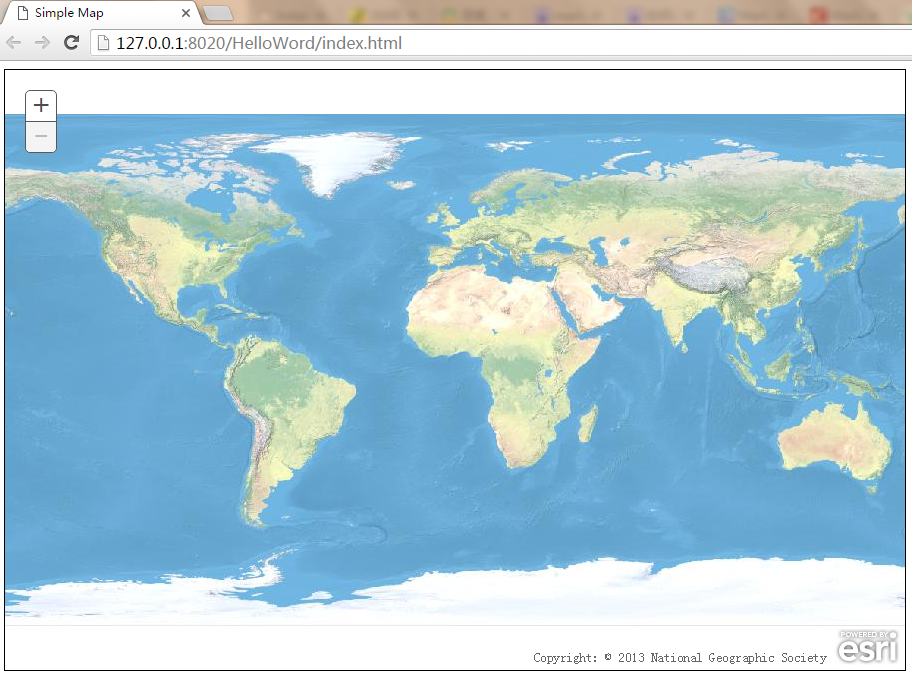 Simple Map
127.0.0.1:8020/HelloWord/index.html
Copyright: © 2013 National Geographic Society
POWERED BY
esri